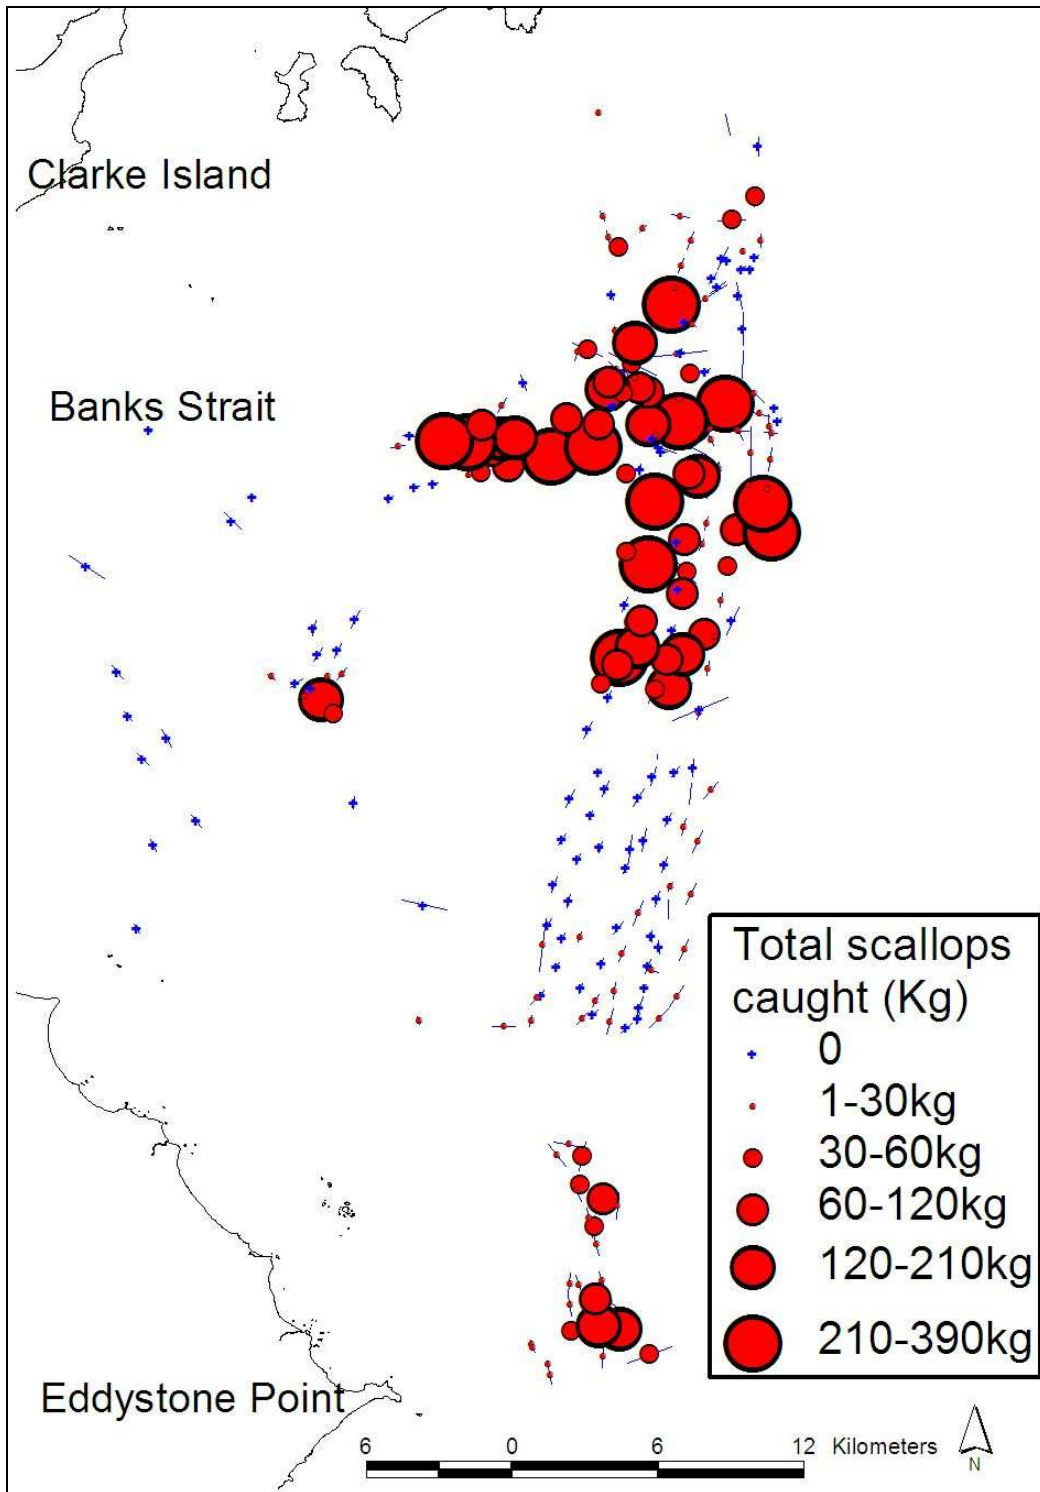 Clarke Island
Banks Strait
Total scallops
caught (Kg)
0
1-30kg
30-60kg
60-120kg
120-210kg
210-390kg
Eddystone Point
6 0 6 12 Kilometers
N